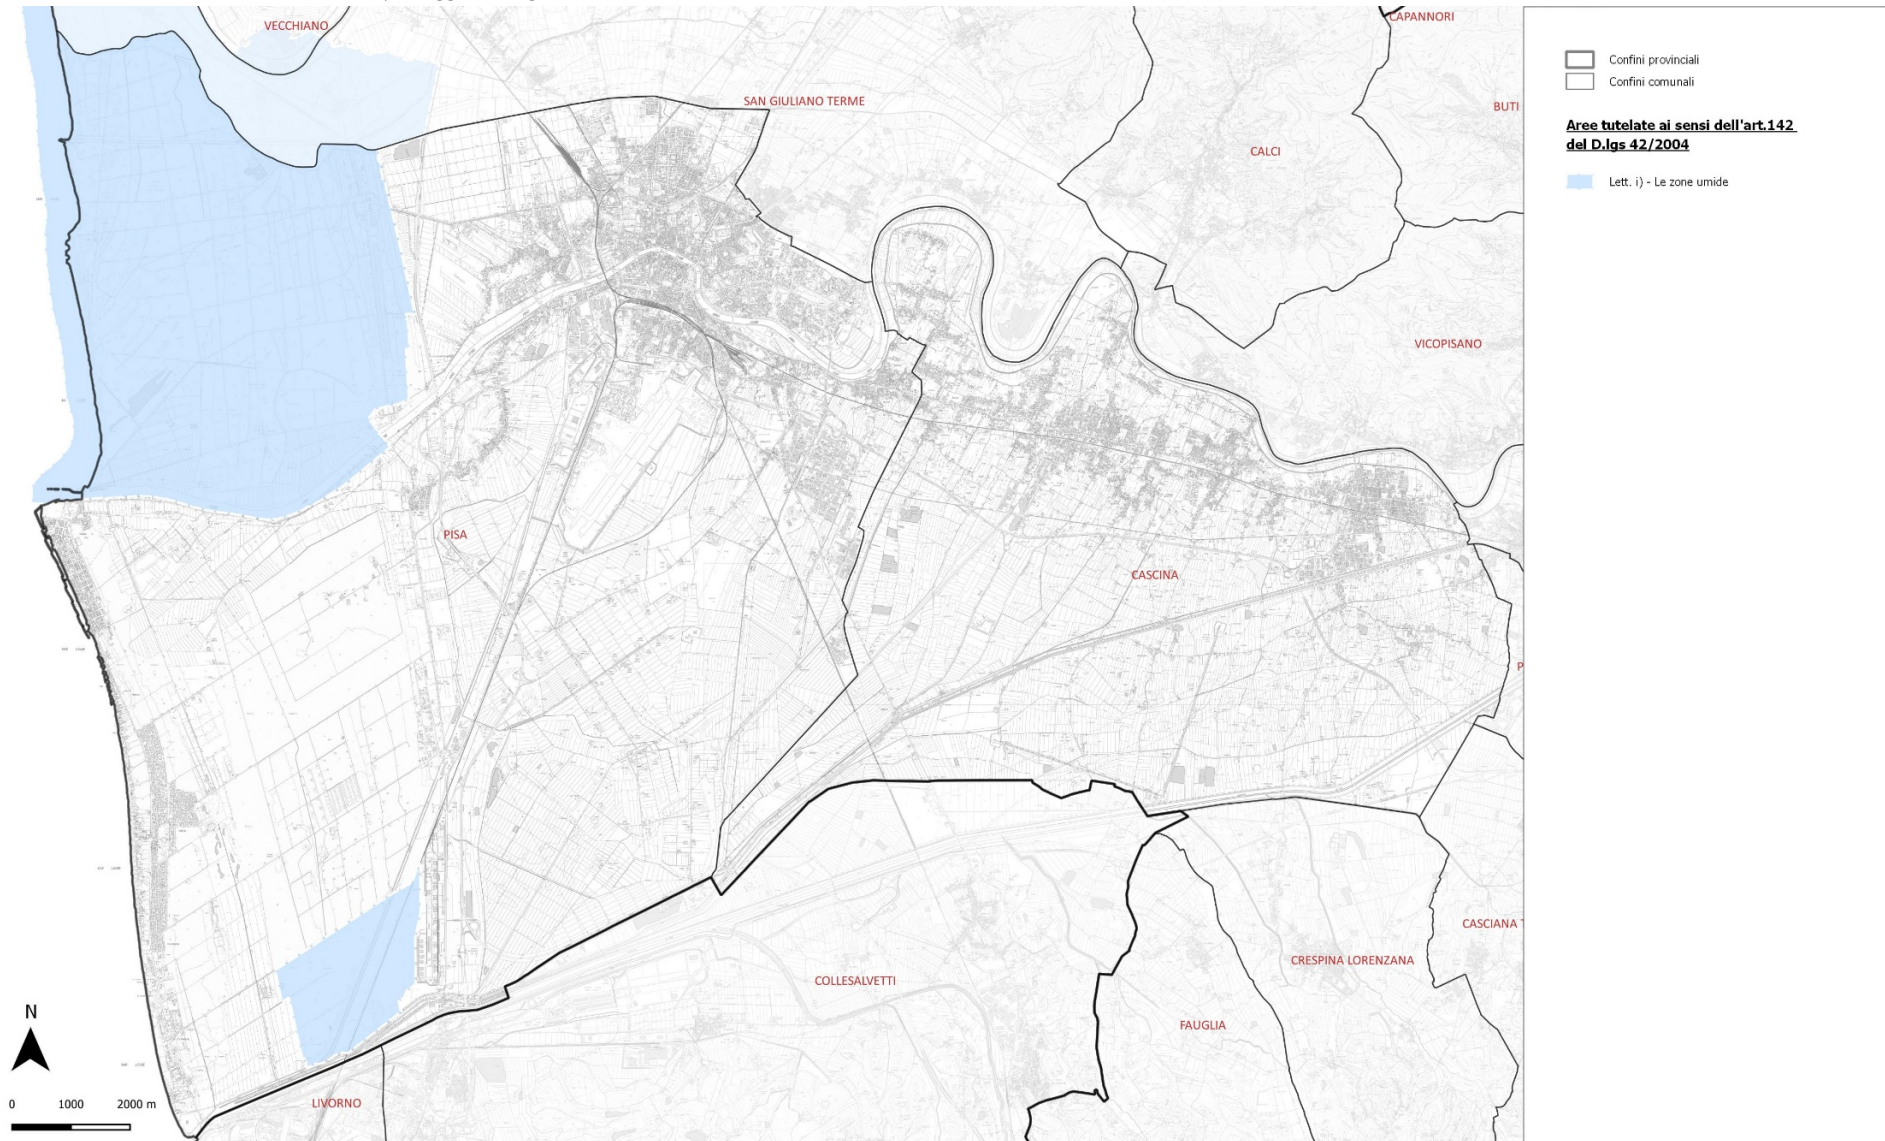 VECCHIANO
CAPANNORI
SAN GIULIANO TERME
BUTI
CALCI
VICOPISANO
PISA
CASCINA
P
CASCIANA T
CRESPINA LORENZANA
COLLESALVETTI
FAUGLIA
LIVORNO
N
0 1000 2000 m
Confini provinciali
Confini comunali
Aree tutelate ai sensi dell'art.142
del D.lgs 42/2004
Lett. i) - Le zone umide